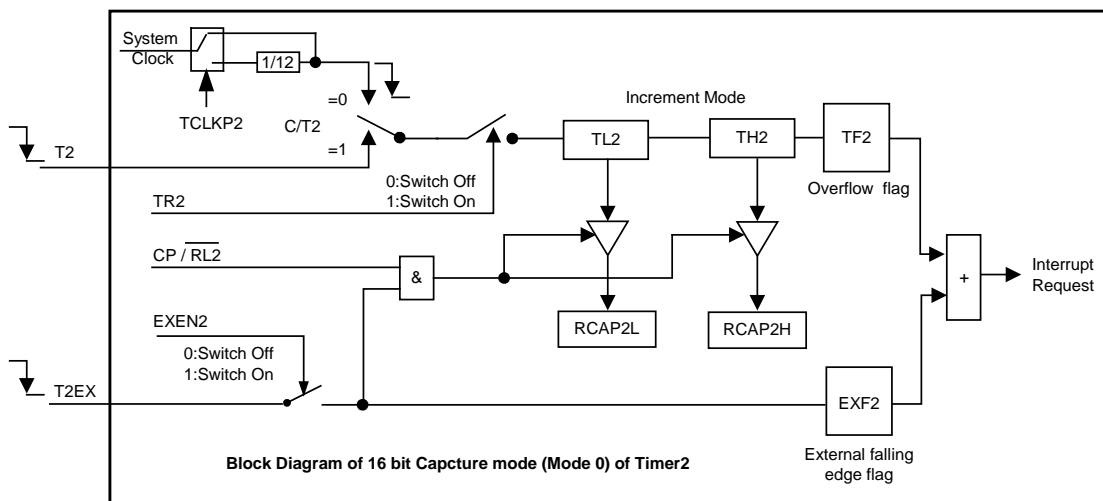 System
Clock
1/12
TCLKP2
=0
C/T2
=1
T2
Increment Mode
TL2
TH2
TF2
Overflow flag
0:Switch Off
1:Switch On
TR2
CP / RL2
&
+
Interrupt
Request
RCAP2L
RCAP2H
EXEN2
0:Switch Off
1:Switch On
T2EX
EXF2
External falling
edge flag
Block Diagram of 16 bit Capcture mode (Mode 0) of Timer2